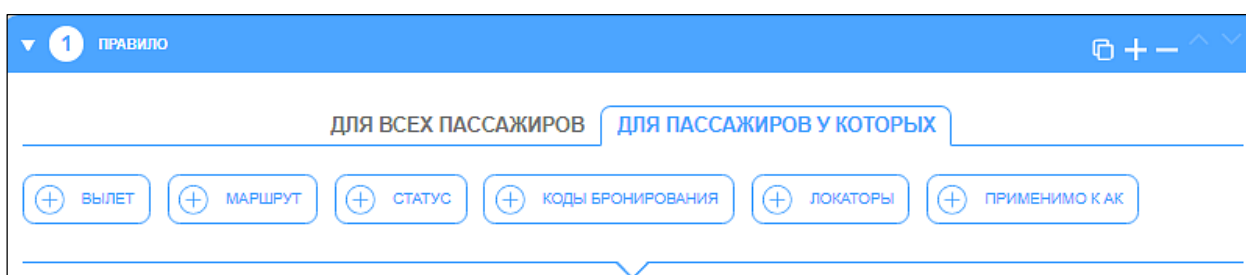 1 ПРАВИЛО
ДЛЯ ВСЕХ ПАССАЖИРОВ ДЛЯ ПАССАЖИРОВ У КОТОРЫХ
ВЫЛЕТ МАРШРУТ СТАТУС КОДЫ БРОНИРОВАНИЯ ЛОКАТОРЫ ПРИМЕНИМО К АК